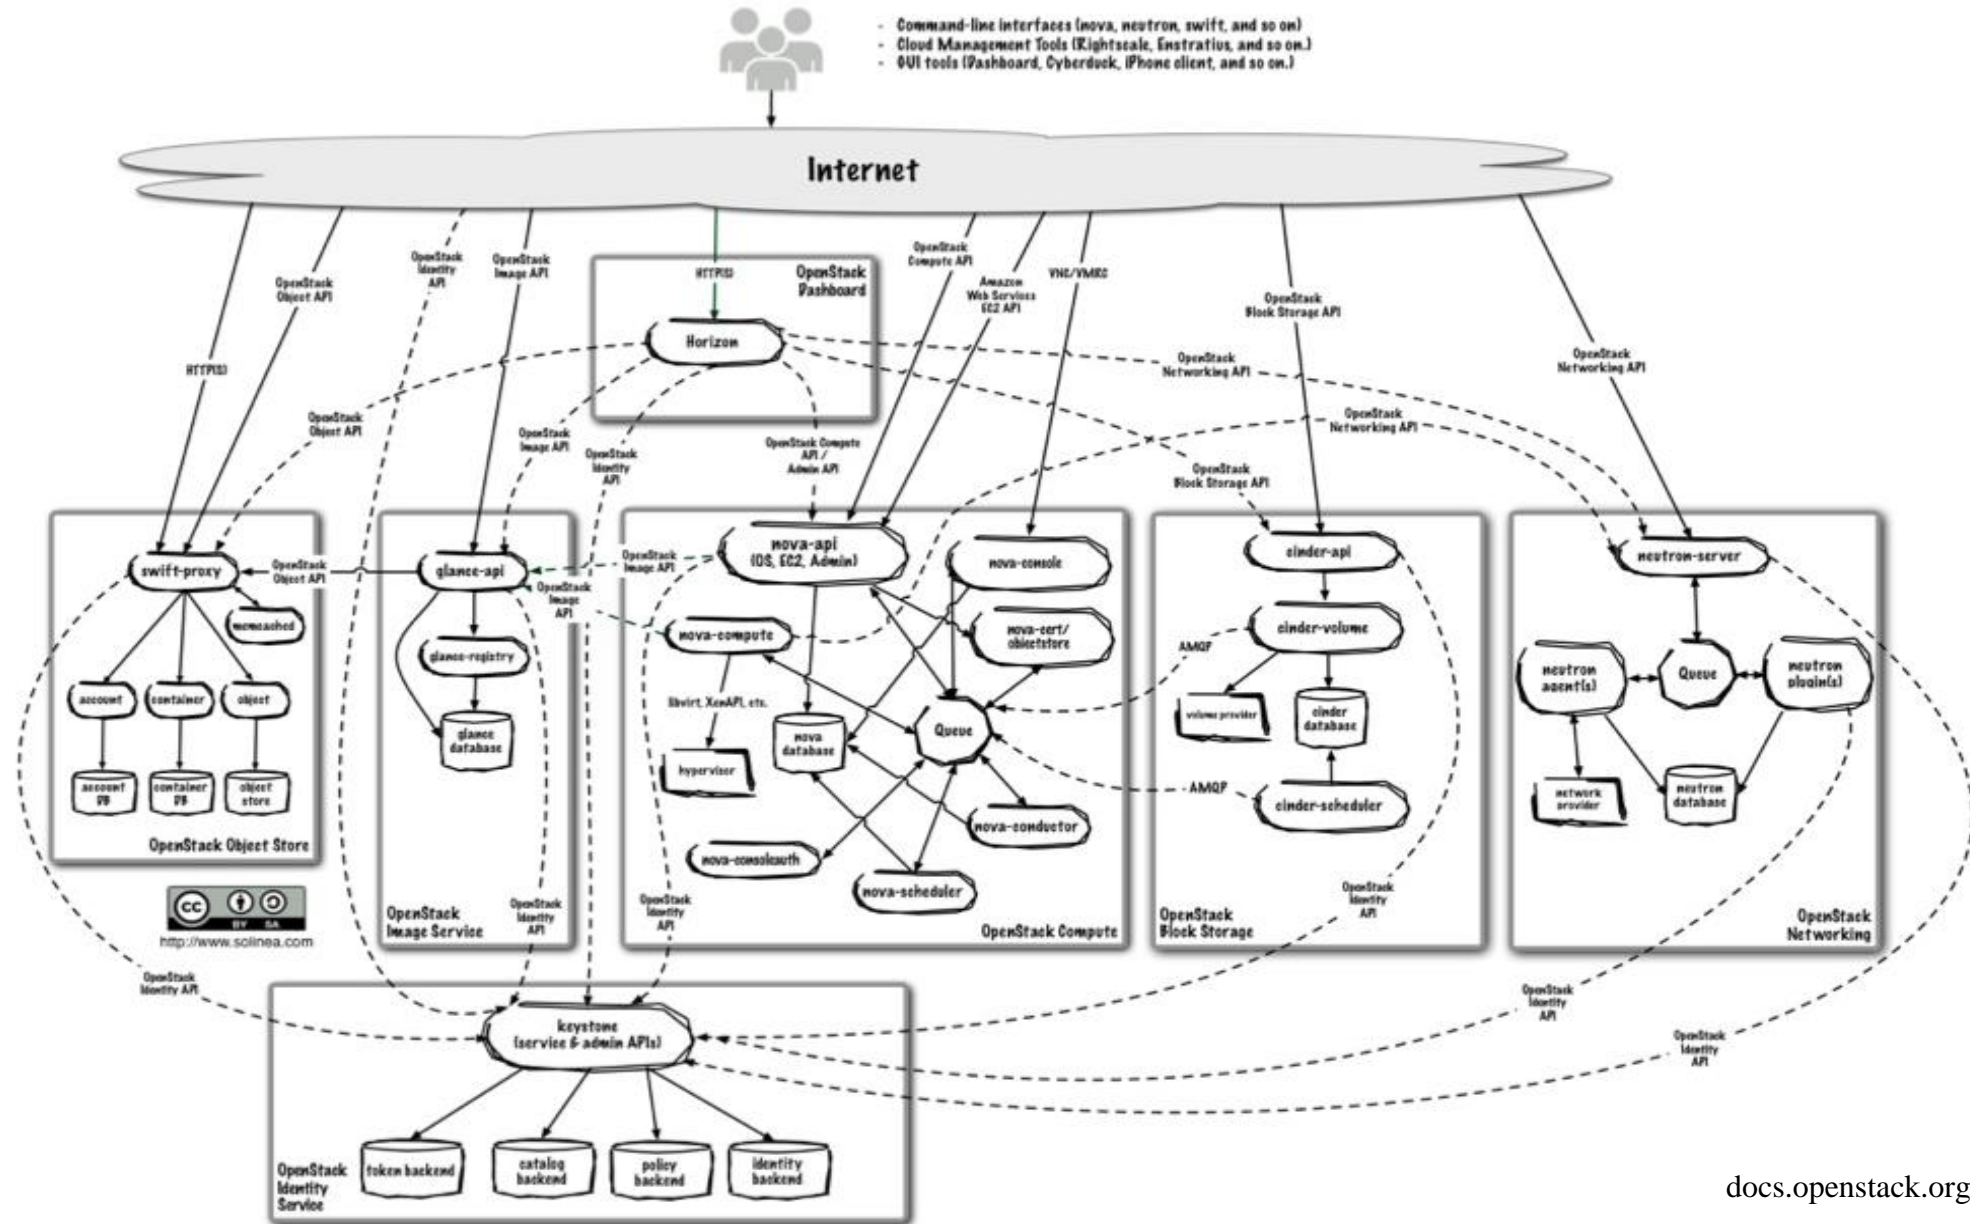 - Command-line interfaces (nova, neutron, swift, and so on)
- Cloud Management Tools (Rightscale, Enstratius, and so on.)
- GUI tools (Dashboard, Cyberduck, iPhone client, and so on.)
Internet
OpenStack
Object API
HTTP(S)
OpenStack
Identity
API
OpenStack
Image API
HTTP(S)
OpenStack
Dashboard
Horizon
OpenStack
Compute API
Amazon
Web Services
EC2 API
VNC/VMRC
OpenStack
Block Storage API
OpenStack
Networking API
OpenStack
Networking API
OpenStack
Networking API
OpenStack
Object API
OpenStack
Image API
OpenStack
Identity
API
OpenStack Compute
API /
Admin API
OpenStack
Block Storage API
swift-proxy
OpenStack
Object API
memcached
account
container
object
account
DB
container
DB
object
store
OpenStack Object Store
glance-api
OpenStack
Image API
OpenStack
Image
API
glance-registry
glance
database
OpenStack
Image Service
OpenStack
Identity
API
nova-api
(OS, EC2, Admin)
nova-console
nova-compute
nova-cert/
objectstore
libvirt, XenAPI, etc.
hypervisor
nova
database
Queue
nova-conductor
nova-consoleauth
nova-scheduler
OpenStack
Identity
API
OpenStack Compute
cinder-api
cinder-volume
AMQP
volume provider
cinder
database
AMQP
cinder-scheduler
OpenStack
Identity
API
OpenStack
Block Storage
neutron-server
neutron
agent(s)
Queue
neutron
plugin(s)
network
provider
neutron
database
OpenStack
Networking
cc
BY SA
http://www.solinea.com
OpenStack
Identity API
OpenStack
Identity
API
OpenStack
Identity
API
keystone
(service & admin APIs)
token backend
catalog
backend
policy
backend
identity
backend
OpenStack
Identity
Service
docs.openstack.org